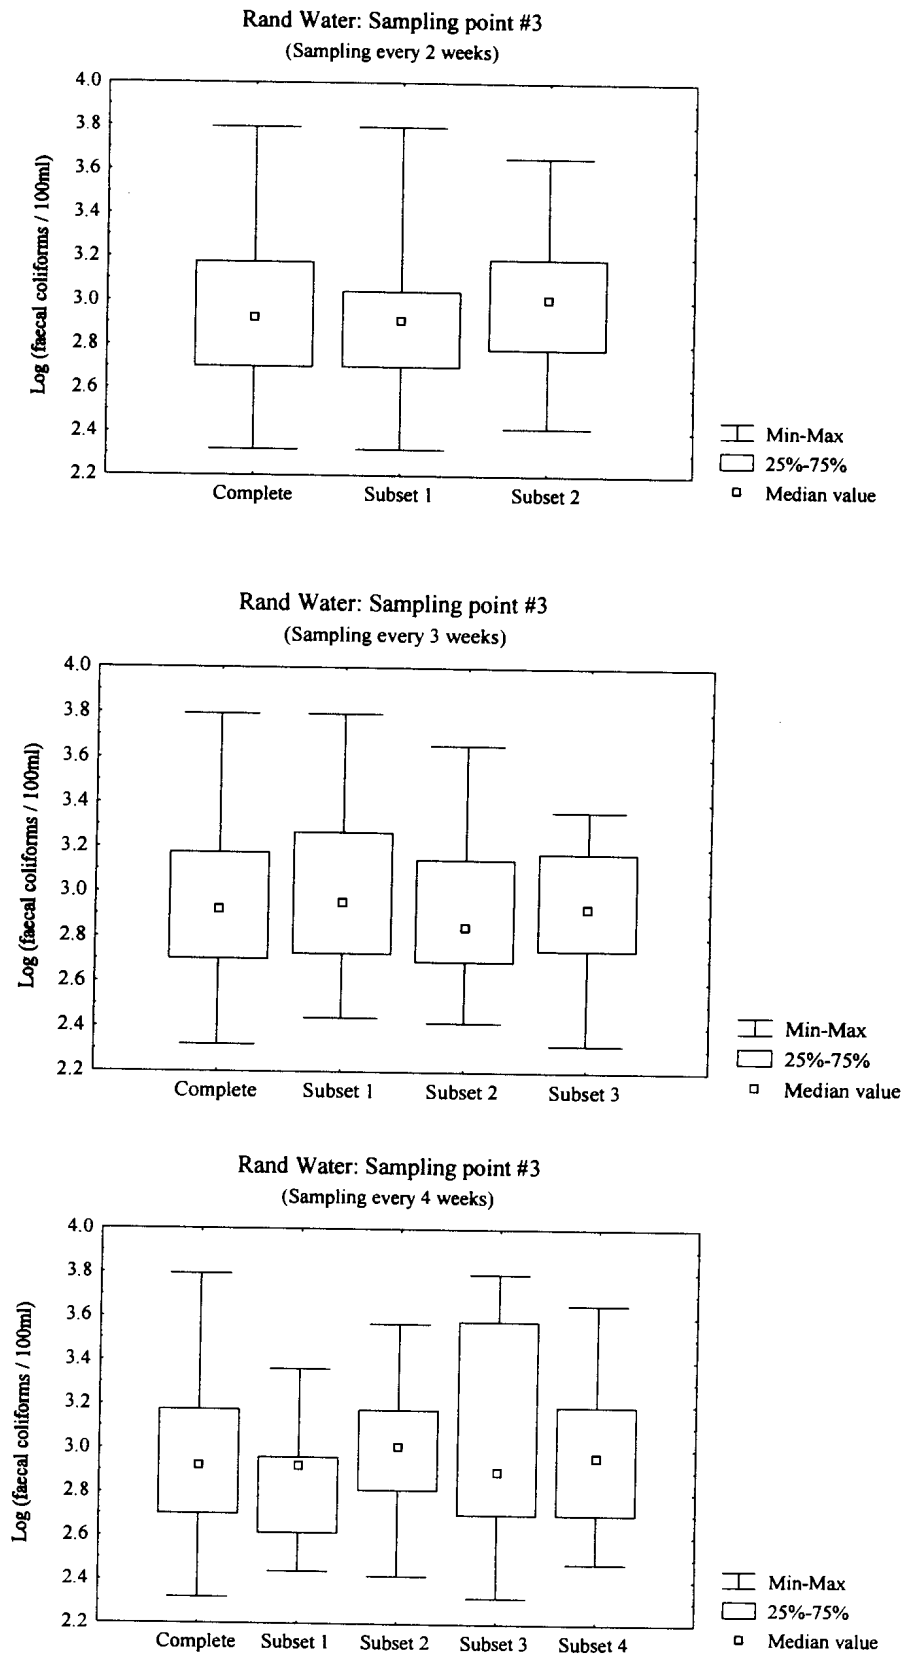 Rand Water: Sampling point #3
(Sampling every 2 weeks)
Log (faecal coliforms / 100ml)
4.0
3.8
3.6
3.4
3.2
3.0
2.8
2.6
2.4
2.2
Complete
Subset 1
Subset 2
Min-Max
25%-75%
Median value
Rand Water: Sampling point #3
(Sampling every 3 weeks)
Log (faecal coliforms / 100ml)
4.0
3.8
3.6
3.4
3.2
3.0
2.8
2.6
2.4
2.2
Complete
Subset 1
Subset 2
Subset 3
Min-Max
25%-75%
Median value
Rand Water: Sampling point #3
(Sampling every 4 weeks)
Log (faecal coliforms / 100ml)
4.0
3.8
3.6
3.4
3.2
3.0
2.8
2.6
2.4
2.2
Complete
Subset 1
Subset 2
Subset 3
Subset 4
Min-Max
25%-75%
Median value